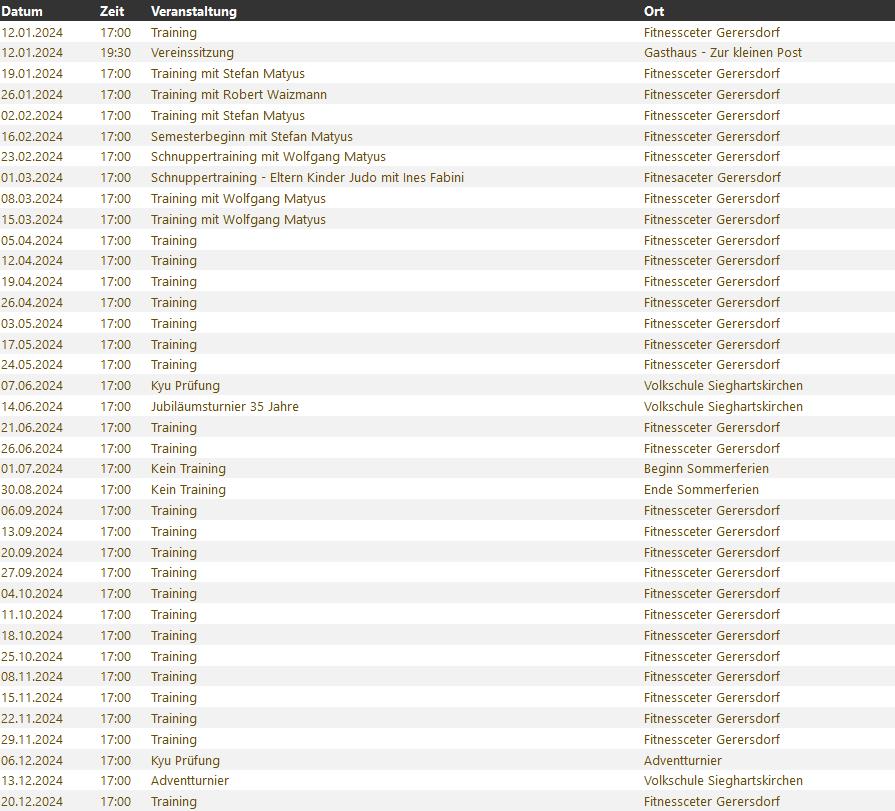 Datum Zeit Veranstaltung Ort
12.01.2024 17:00 Training Fitnessceter Gerersdorf
12.01.2024 19:30 Vereinssitzung Gasthaus - Zur kleinen Post
19.01.2024 17:00 Training mit Stefan Matyus Fitnessceter Gerersdorf
26.01.2024 17:00 Training mit Robert Waizmann Fitnessceter Gerersdorf
02.02.2024 17:00 Training mit Stefan Matyus Fitnessceter Gerersdorf
16.02.2024 17:00 Semesterbeginn mit Stefan Matyus Fitnessceter Gerersdorf
23.02.2024 17:00 Schnuppertraining mit Wolfgang Matyus Fitnessceter Gerersdorf
01.03.2024 17:00 Schnuppertraining - Eltern Kinder Judo mit Ines Fabini Fitnesaceter Gerersdorf
08.03.2024 17:00 Training mit Wolfgang Matyus Fitnessceter Gerersdorf
15.03.2024 17:00 Training mit Wolfgang Matyus Fitnessceter Gerersdorf
05.04.2024 17:00 Training Fitnessceter Gerersdorf
12.04.2024 17:00 Training Fitnessceter Gerersdorf
19.04.2024 17:00 Training Fitnessceter Gerersdorf
26.04.2024 17:00 Training Fitnessceter Gerersdorf
03.05.2024 17:00 Training Fitnessceter Gerersdorf
17.05.2024 17:00 Training Fitnessceter Gerersdorf
24.05.2024 17:00 Training Fitnessceter Gerersdorf
07.06.2024 17:00 Kyu Prüfung Volkschule Sieghartskirchen
14.06.2024 17:00 Jubiläumsturnier 35 Jahre Volkschule Sieghartskirchen
21.06.2024 17:00 Training Fitnessceter Gerersdorf
26.06.2024 17:00 Training Fitnessceter Gerersdorf
01.07.2024 17:00 Kein Training Beginn Sommerferien
30.08.2024 17:00 Kein Training Ende Sommerferien
06.09.2024 17:00 Training Fitnessceter Gerersdorf
13.09.2024 17:00 Training Fitnessceter Gerersdorf
20.09.2024 17:00 Training Fitnessceter Gerersdorf
27.09.2024 17:00 Training Fitnessceter Gerersdorf
04.10.2024 17:00 Training Fitnessceter Gerersdorf
11.10.2024 17:00 Training Fitnessceter Gerersdorf
18.10.2024 17:00 Training Fitnessceter Gerersdorf
25.10.2024 17:00 Training Fitnessceter Gerersdorf
08.11.2024 17:00 Training Fitnessceter Gerersdorf
15.11.2024 17:00 Training Fitnessceter Gerersdorf
22.11.2024 17:00 Training Fitnessceter Gerersdorf
29.11.2024 17:00 Training Fitnessceter Gerersdorf
06.12.2024 17:00 Kyu Prüfung Adventturnier
13.12.2024 17:00 Adventturnier Volkschule Sieghartskirchen
20.12.2024 17:00 Training Fitnessceter Gerersdorf